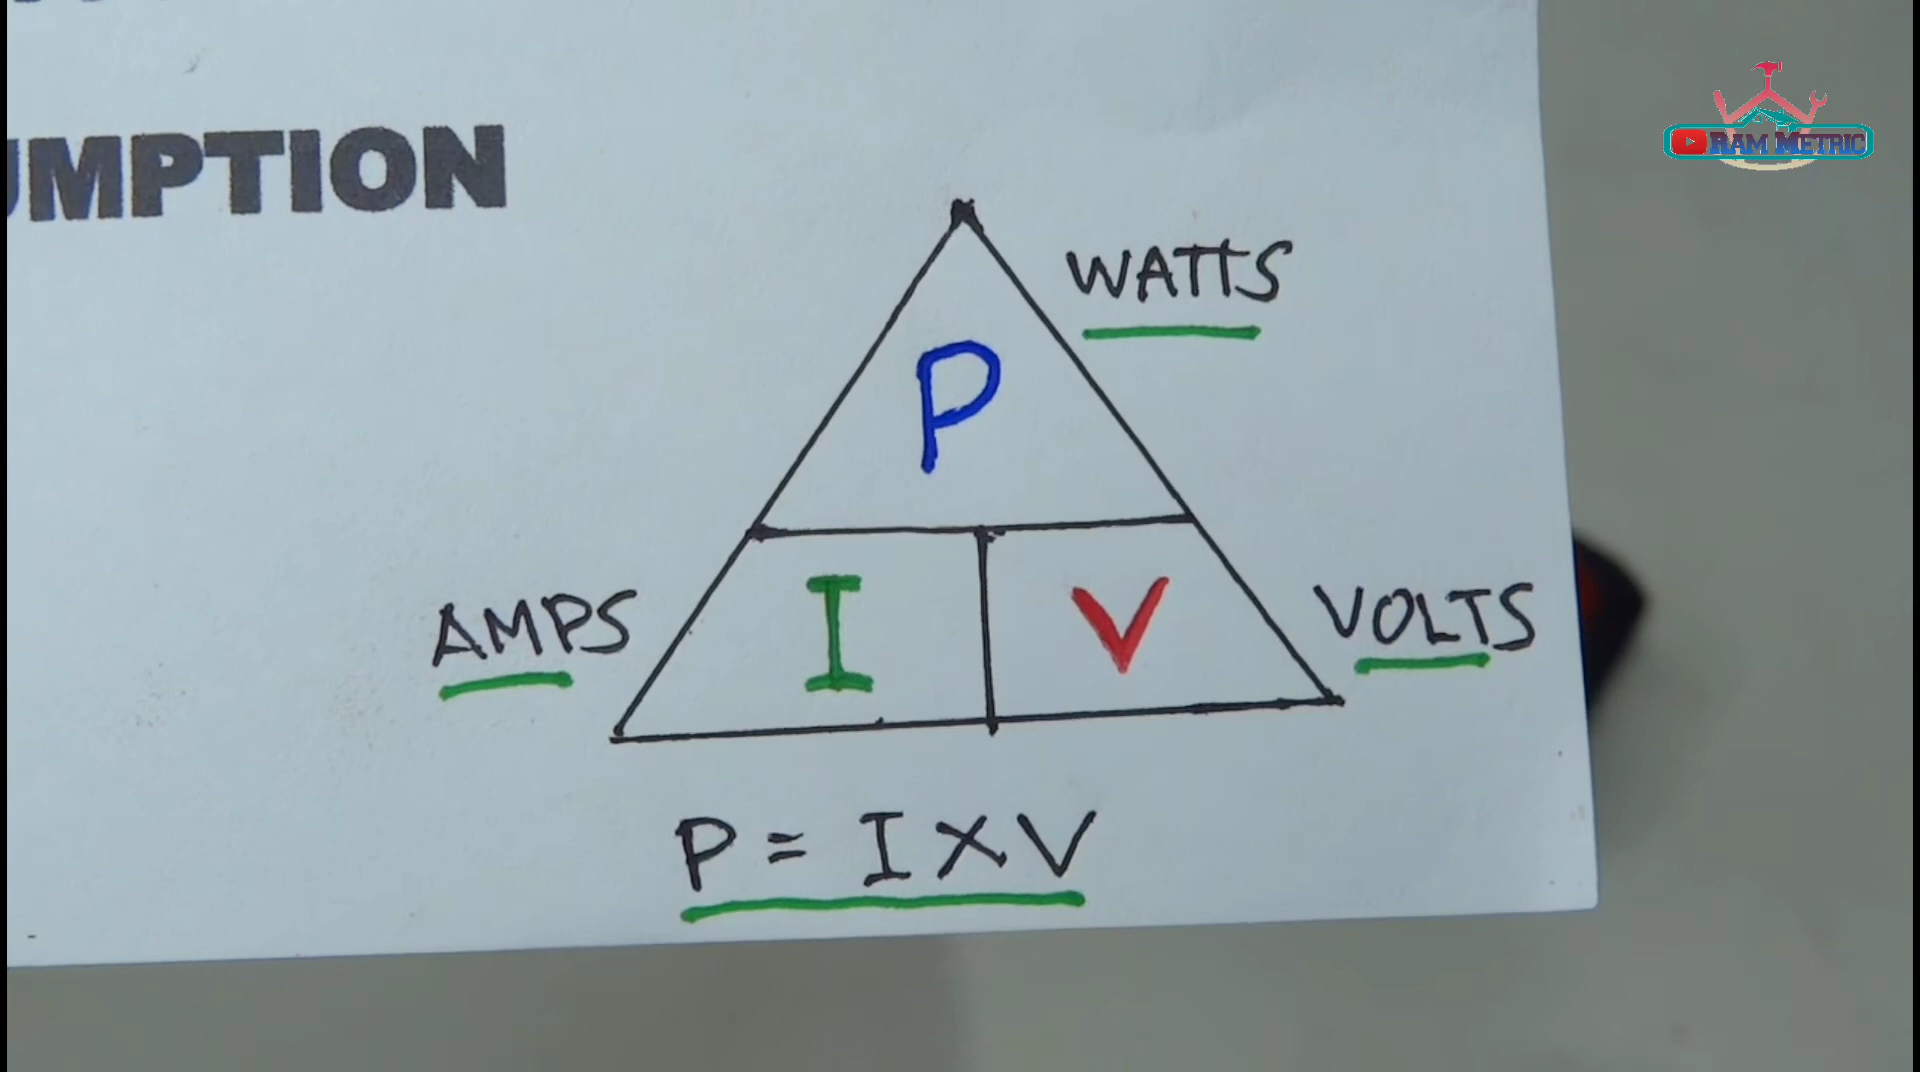 RAM METRIC
UMPTION
WATTS
P
I
V
AMPS
VOLTS
P = I X V